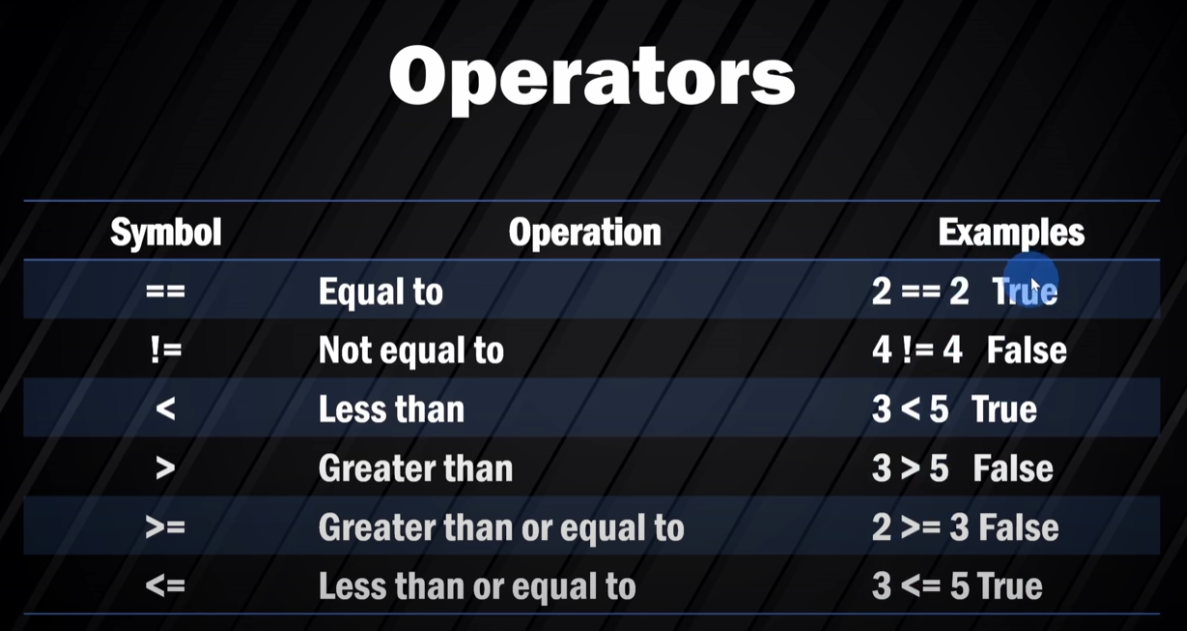 Operators
Symbol Operation Examples
== Equal to 2 == 2 True
!= Not equal to 4 != 4 False
< Less than 3 < 5 True
> Greater than 3 > 5 False
>= Greater than or equal to 2 >= 3 False
<= Less than or equal to 3 <= 5 True